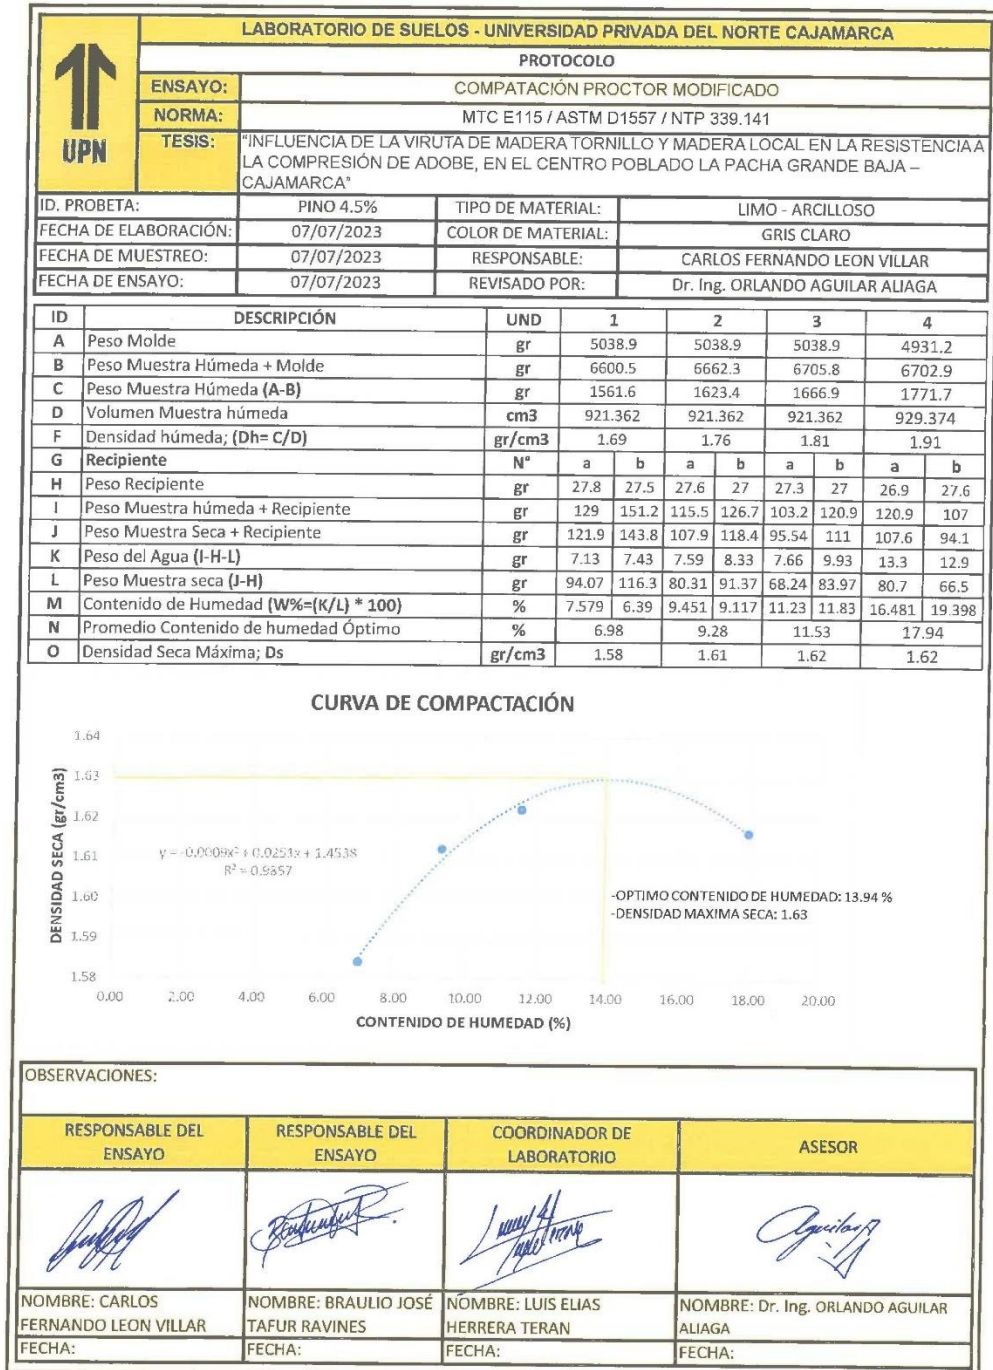 LABORATORIO DE SUELOS - UNIVERSIDAD PRIVADA DEL NORTE CAJAMARCA
PROTOCOLO
UPN
ENSAYO: COMPATACIÓN PROCTOR MODIFICADO
NORMA: MTC E115 / ASTM D1557 / NTP 339.141
TESIS: "INFLUENCIA DE LA VIRUTA DE MADERA TORNILLO Y MADERA LOCAL EN LA RESISTENCIA A
LA COMPRESIÓN DE ADOBE, EN EL CENTRO POBLADO LA PACHA GRANDE BAJA –
CAJAMARCA"
ID. PROBETA: PINO 4.5% TIPO DE MATERIAL: LIMO - ARCILLOSO
FECHA DE ELABORACIÓN: 07/07/2023 COLOR DE MATERIAL: GRIS CLARO
FECHA DE MUESTREO: 07/07/2023 RESPONSABLE: CARLOS FERNANDO LEON VILLAR
FECHA DE ENSAYO: 07/07/2023 REVISADO POR: Dr. Ing. ORLANDO AGUILAR ALIAGA
ID DESCRIPCIÓN UND 1 2 3 4
A Peso Molde gr 5038.9 5038.9 5038.9 4931.2
B Peso Muestra Húmeda + Molde gr 6600.5 6662.3 6705.8 6702.9
C Peso Muestra Húmeda (A-B) gr 1561.6 1623.4 1666.9 1771.7
D Volumen Muestra húmeda cm3 921.362 921.362 921.362 929.374
F Densidad húmeda; (Dh= C/D) gr/cm3 1.69 1.76 1.81 1.91
G Recipiente N° a b a b a b a b
H Peso Recipiente gr 27.8 27.5 27.6 27 27.3 27 26.9 27.6
I Peso Muestra húmeda + Recipiente gr 129 151.2 115.5 126.7 103.2 120.9 120.9 107
J Peso Muestra Seca + Recipiente gr 121.9 143.8 107.9 118.4 95.54 111 107.6 94.1
K Peso del Agua (I-H-L) gr 7.13 7.43 7.59 8.33 7.66 9.93 13.3 12.9
L Peso Muestra seca (J-H) gr 94.07 116.3 80.31 91.37 68.24 83.97 80.7 66.5
M Contenido de Humedad (W%=(K/L) * 100) % 7.579 6.39 9.451 9.117 11.23 11.83 16.481 19.398
N Promedio Contenido de humedad Óptimo % 6.98 9.28 11.53 17.94
O Densidad Seca Máxima; Ds gr/cm3 1.58 1.61 1.62 1.62
CURVA DE COMPACTACIÓN
DENSIDAD SECA (gr/cm3)
1.64
1.63
1.62
1.61
1.60
1.59
1.58
y = -0.0009x² + 0.0251x + 1.4538
R² = 0.9857
-OPTIMO CONTENIDO DE HUMEDAD: 13.94 %
-DENSIDAD MAXIMA SECA: 1.63
0.00 2.00 4.00 6.00 8.00 10.00 12.00 14.00 16.00 18.00 20.00
CONTENIDO DE HUMEDAD (%)
OBSERVACIONES:
RESPONSABLE DEL ENSAYO RESPONSABLE DEL ENSAYO COORDINADOR DE LABORATORIO ASESOR
NOMBRE: CARLOS FERNANDO LEON VILLAR
NOMBRE: BRAULIO JOSÉ TAFUR RAVINES
NOMBRE: LUIS ELIAS HERRERA TERAN
NOMBRE: Dr. Ing. ORLANDO AGUILAR ALIAGA
FECHA: FECHA: FECHA: FECHA: